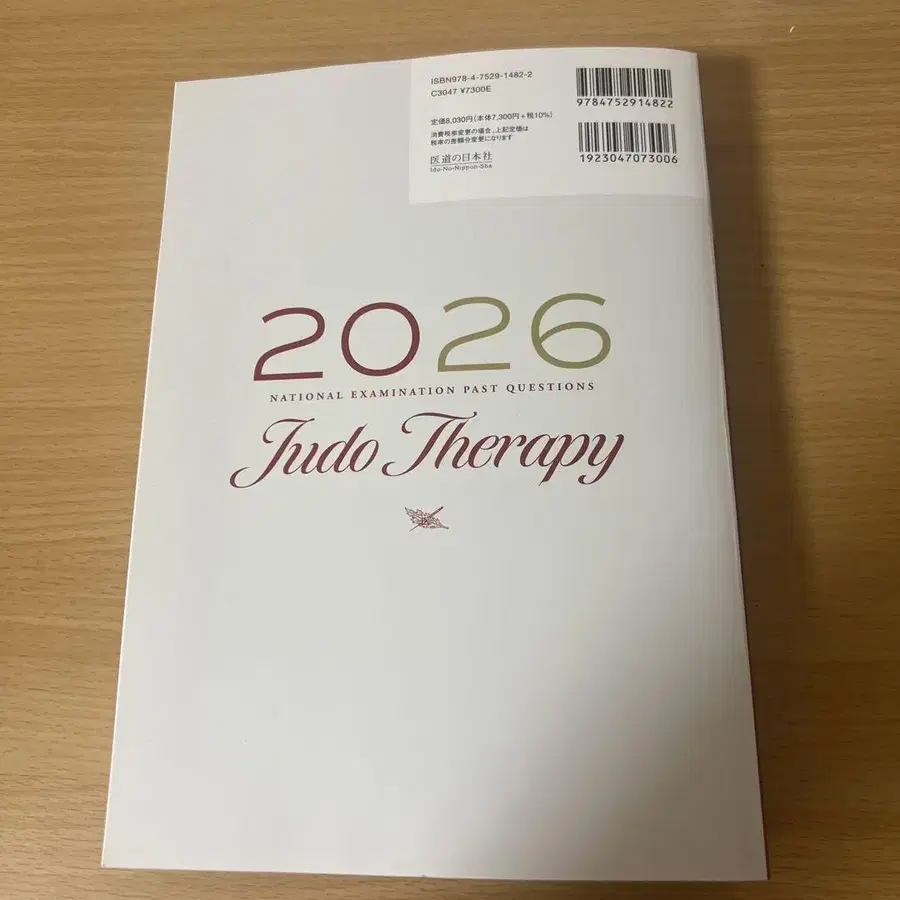 ISBN978-4-7529-1482-2
C3047 ¥7300E
定価8,030円(本体7,300円+税10%)
消費税率変更の場合、上記定価は
税率の差額分変更になります
医道の日本社
Ido-No-Nippon-Sha
9784752914822
1923047073006
2026
NATIONAL EXAMINATION PAST QUESTIONS
Judo Therapy